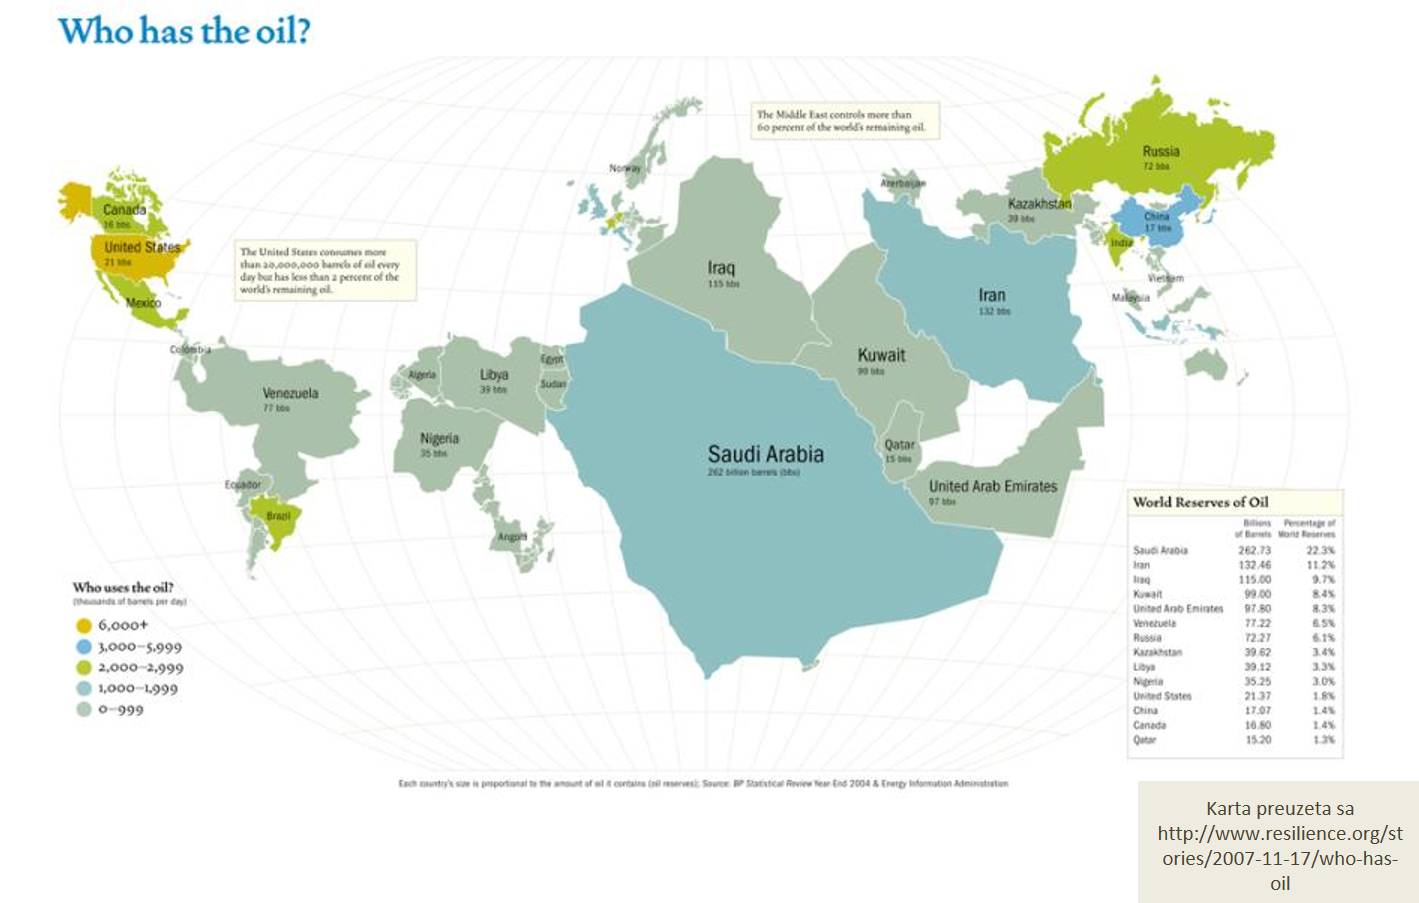 Who has the oil?
The Middle East controls more than
60 percent of the world's remaining oil.
Norway
Azerbaijan
Russia
72 bbs
Kazakhstan
39 bbs
China
17 bbs
India
Vietnam
Malaysia
Canada
16 bbs
United States
21 bbs
Mexico
The United States consumes more
than 20,000,000 barrels of oil every
day but has less than 2 percent of the
world's remaining oil.
Iraq
115 bbs
Iran
132 bbs
Kuwait
99 bbs
Colombia
Venezuela
77 bbs
Algeria
Libya
39 bbs
Egypt
Sudan
Nigeria
35 bbs
Saudi Arabia
262 billion barrels (bbs)
Qatar
15 bbs
United Arab Emirates
97 bbs
Ecuador
Brazil
Angola
Who uses the oil?
(thousands of barrels per day)
6,000+
3,000–5,999
2,000–2,999
1,000–1,999
0–999
World Reserves of Oil
Billions Percentage of
of Barrels World Reserves
Saudi Arabia 262.73 22.3%
Iran 132.46 11.2%
Iraq 115.00 9.7%
Kuwait 99.00 8.4%
United Arab Emirates 97.80 8.3%
Venezuela 77.22 6.5%
Russia 72.27 6.1%
Kazakhstan 39.62 3.4%
Libya 39.12 3.3%
Nigeria 35.25 3.0%
United States 21.37 1.8%
China 17.07 1.4%
Canada 16.80 1.4%
Qatar 15.20 1.3%
Each country's size is proportional to the amount of oil it contains (oil reserves); Source: BP Statistical Review Year-End 2004 & Energy Information Administration
Karta preuzeta sa
http://www.resilience.org/st
ories/2007-11-17/who-has-
oil